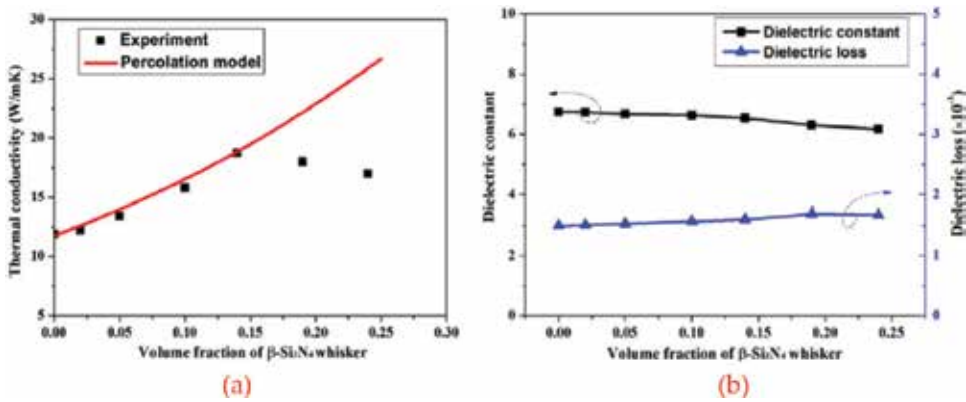 30
25
20
15
10
5
Thermal conductivity (W/mK)
Experiment
Percolation model
0.00 0.05 0.10 0.15 0.20 0.25 0.30
Volume fraction of β-Si₃N₄ whisker
(a)
10
8
6
4
2
0
Dielectric constant
Dielectric constant
Dielectric loss
5
4
3
2
1
0
Dielectric loss
0.00 0.05 0.10 0.15 0.20 0.25
Volume fraction of β-Si₃N₄ whisker
(b)